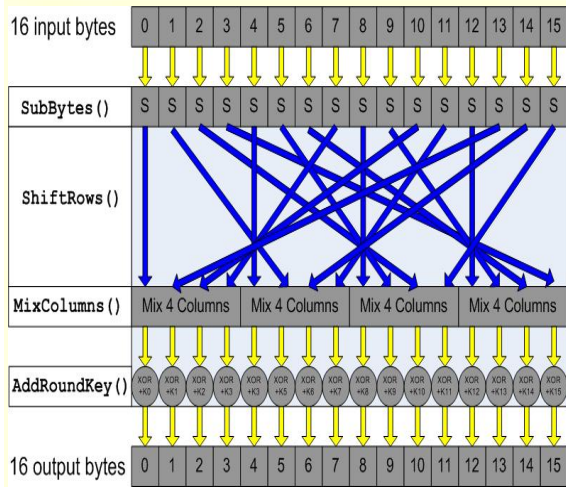 16 input bytes 0 1 2 3 4 5 6 7 8 9 10 11 12 13 14 15
SubBytes() S S S S S S S S S S S S S S S S
ShiftRows()
MixColumns() Mix 4 Columns Mix 4 Columns Mix 4 Columns Mix 4 Columns
XOR XOR XOR XOR XOR XOR XOR XOR XOR XOR XOR XOR XOR XOR XOR XOR
AddRoundKey() +K0 +K1 +K2 +K3 +K3 +K5 +K6 +K7 +K8 +K9 +K10 +K11 +K12 +K13 +K14 +K15
16 output bytes 0 1 2 3 4 5 6 7 8 9 10 11 12 13 14 15